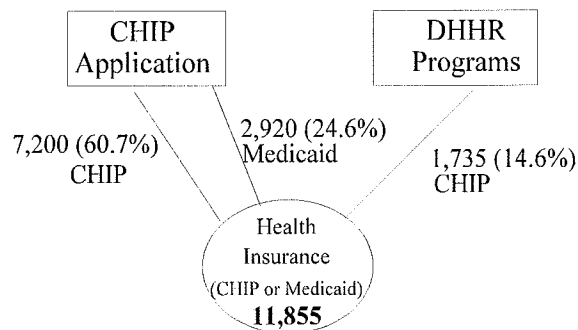 CHIP
Application
DHHR
Programs
7,200 (60.7%)
CHIP
2,920 (24.6%)
Medicaid
1,735 (14.6%)
CHIP
Health
Insurance
(CHIP or Medicaid)
11,855